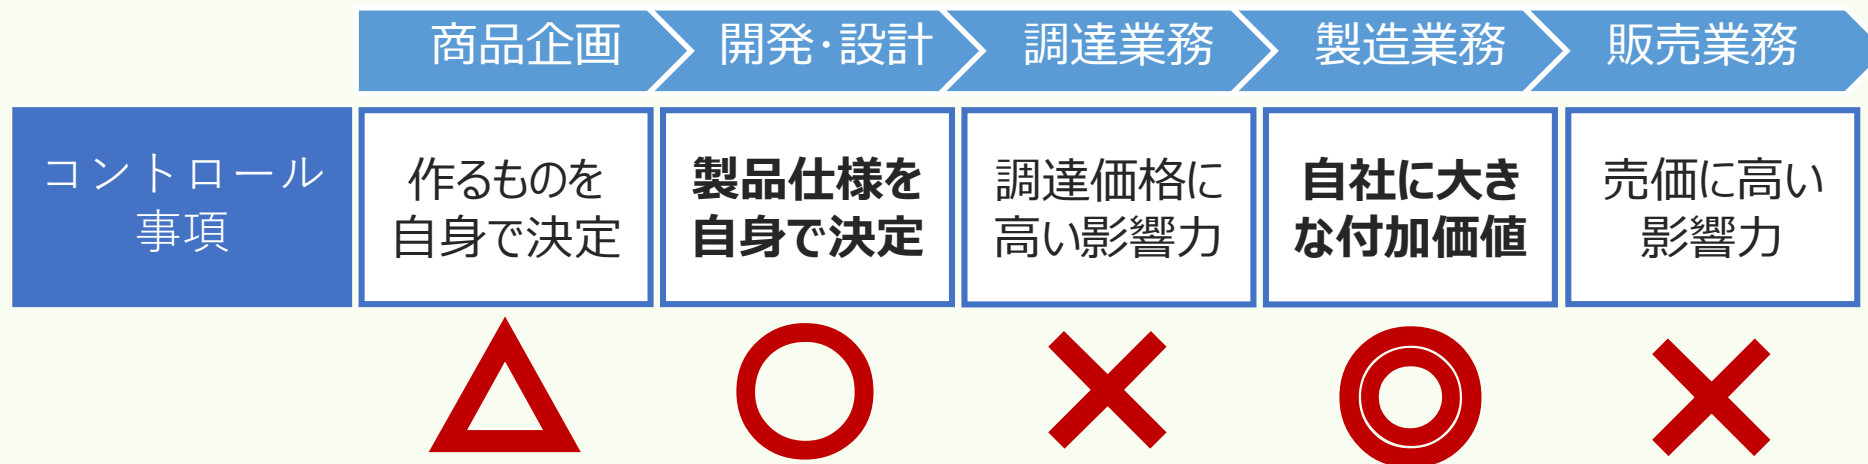 商品企画
開発・設計
調達業務
製造業務
販売業務
コントロール
事項
作るものを
自身で決定
製品仕様を
自身で決定
調達価格に
高い影響力
自社に大き
な付加価値
売価に高い
影響力